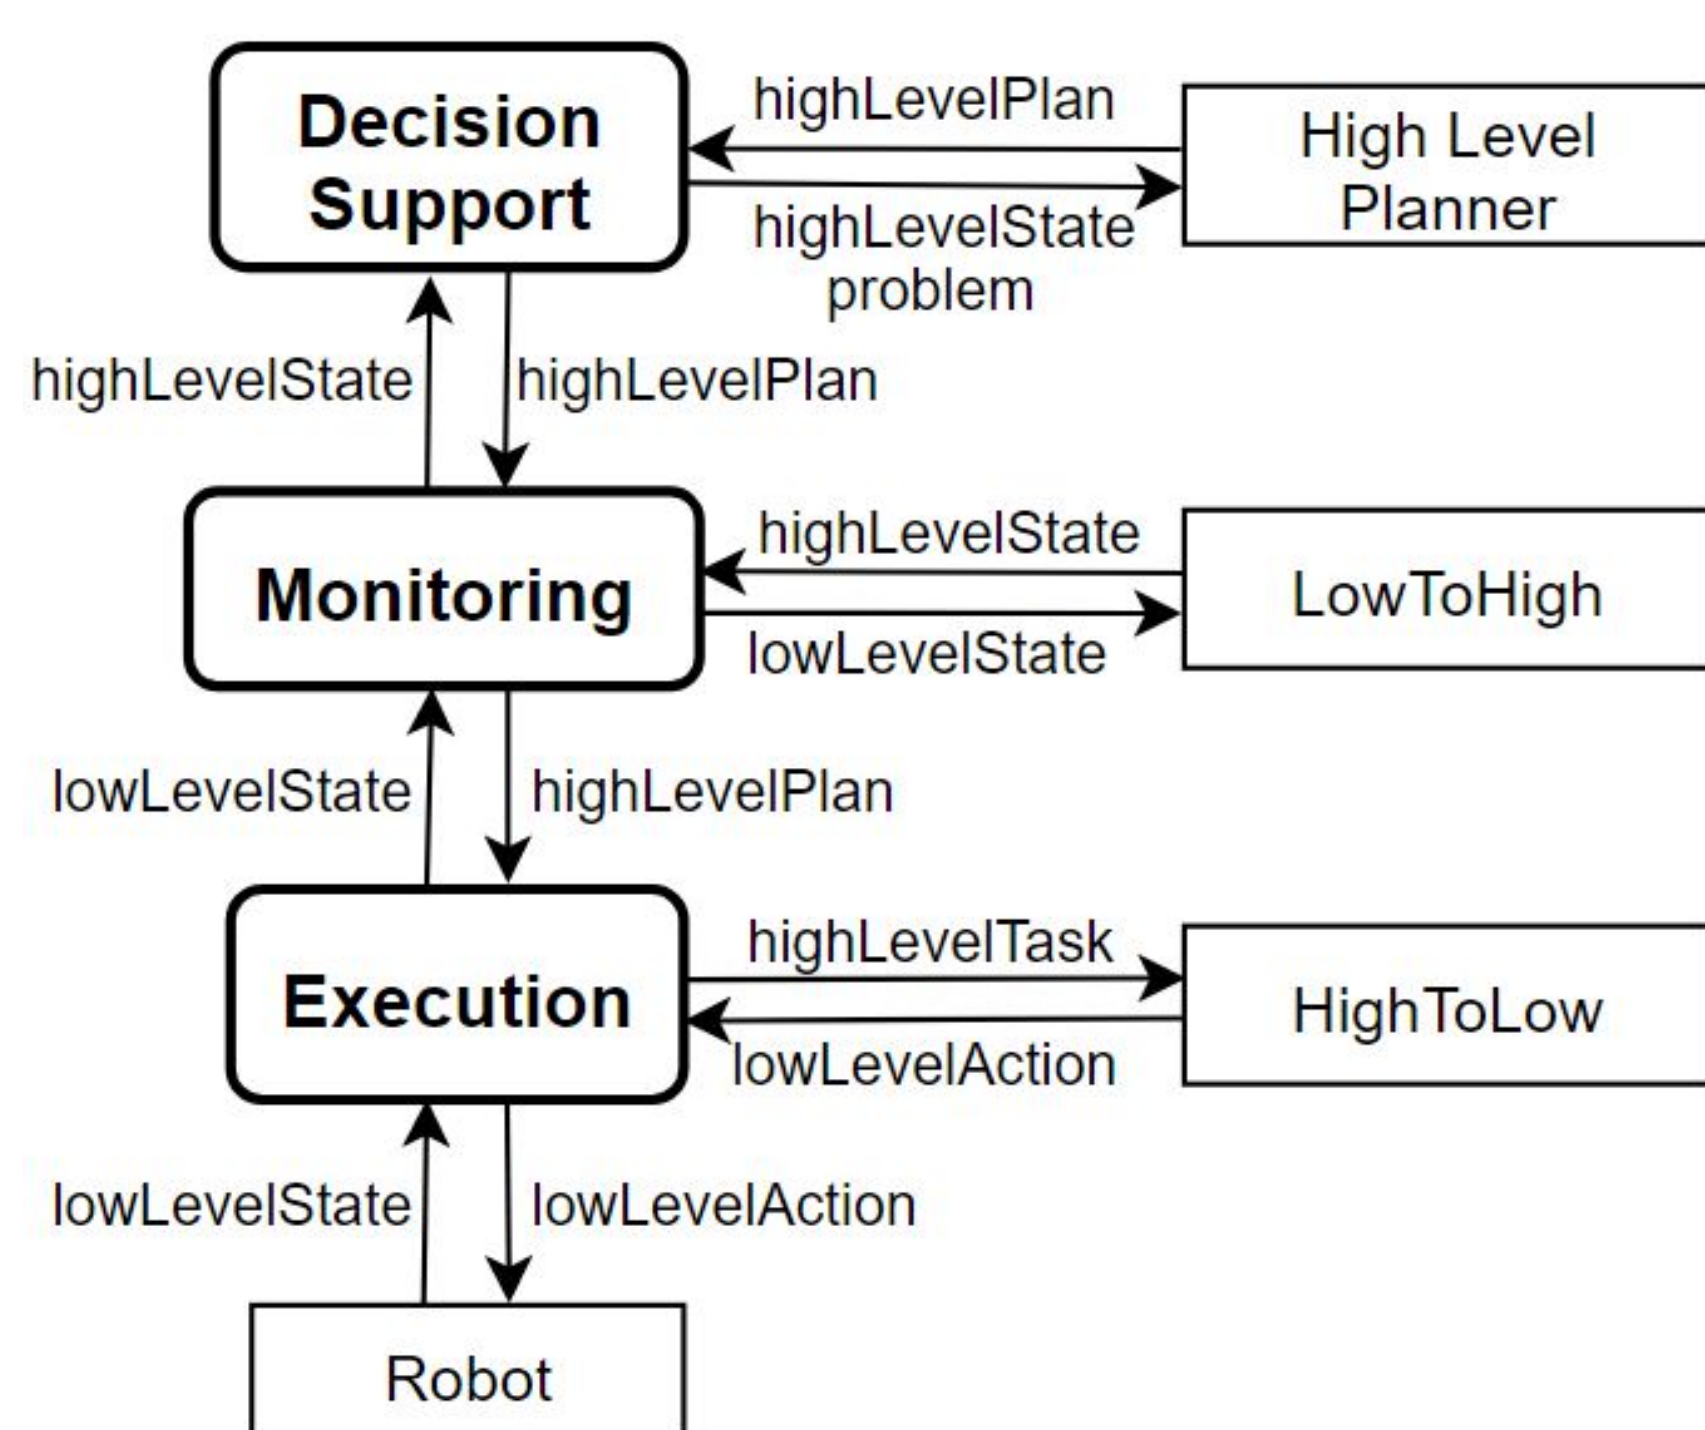 Decision
Support
highLevelPlan
highLevelState
problem
High Level
Planner
highLevelState
highLevelPlan
Monitoring
highLevelState
lowLevelState
LowToHigh
lowLevelState
highLevelPlan
Execution
highLevelTask
lowLevelAction
HighToLow
lowLevelState
lowLevelAction
Robot